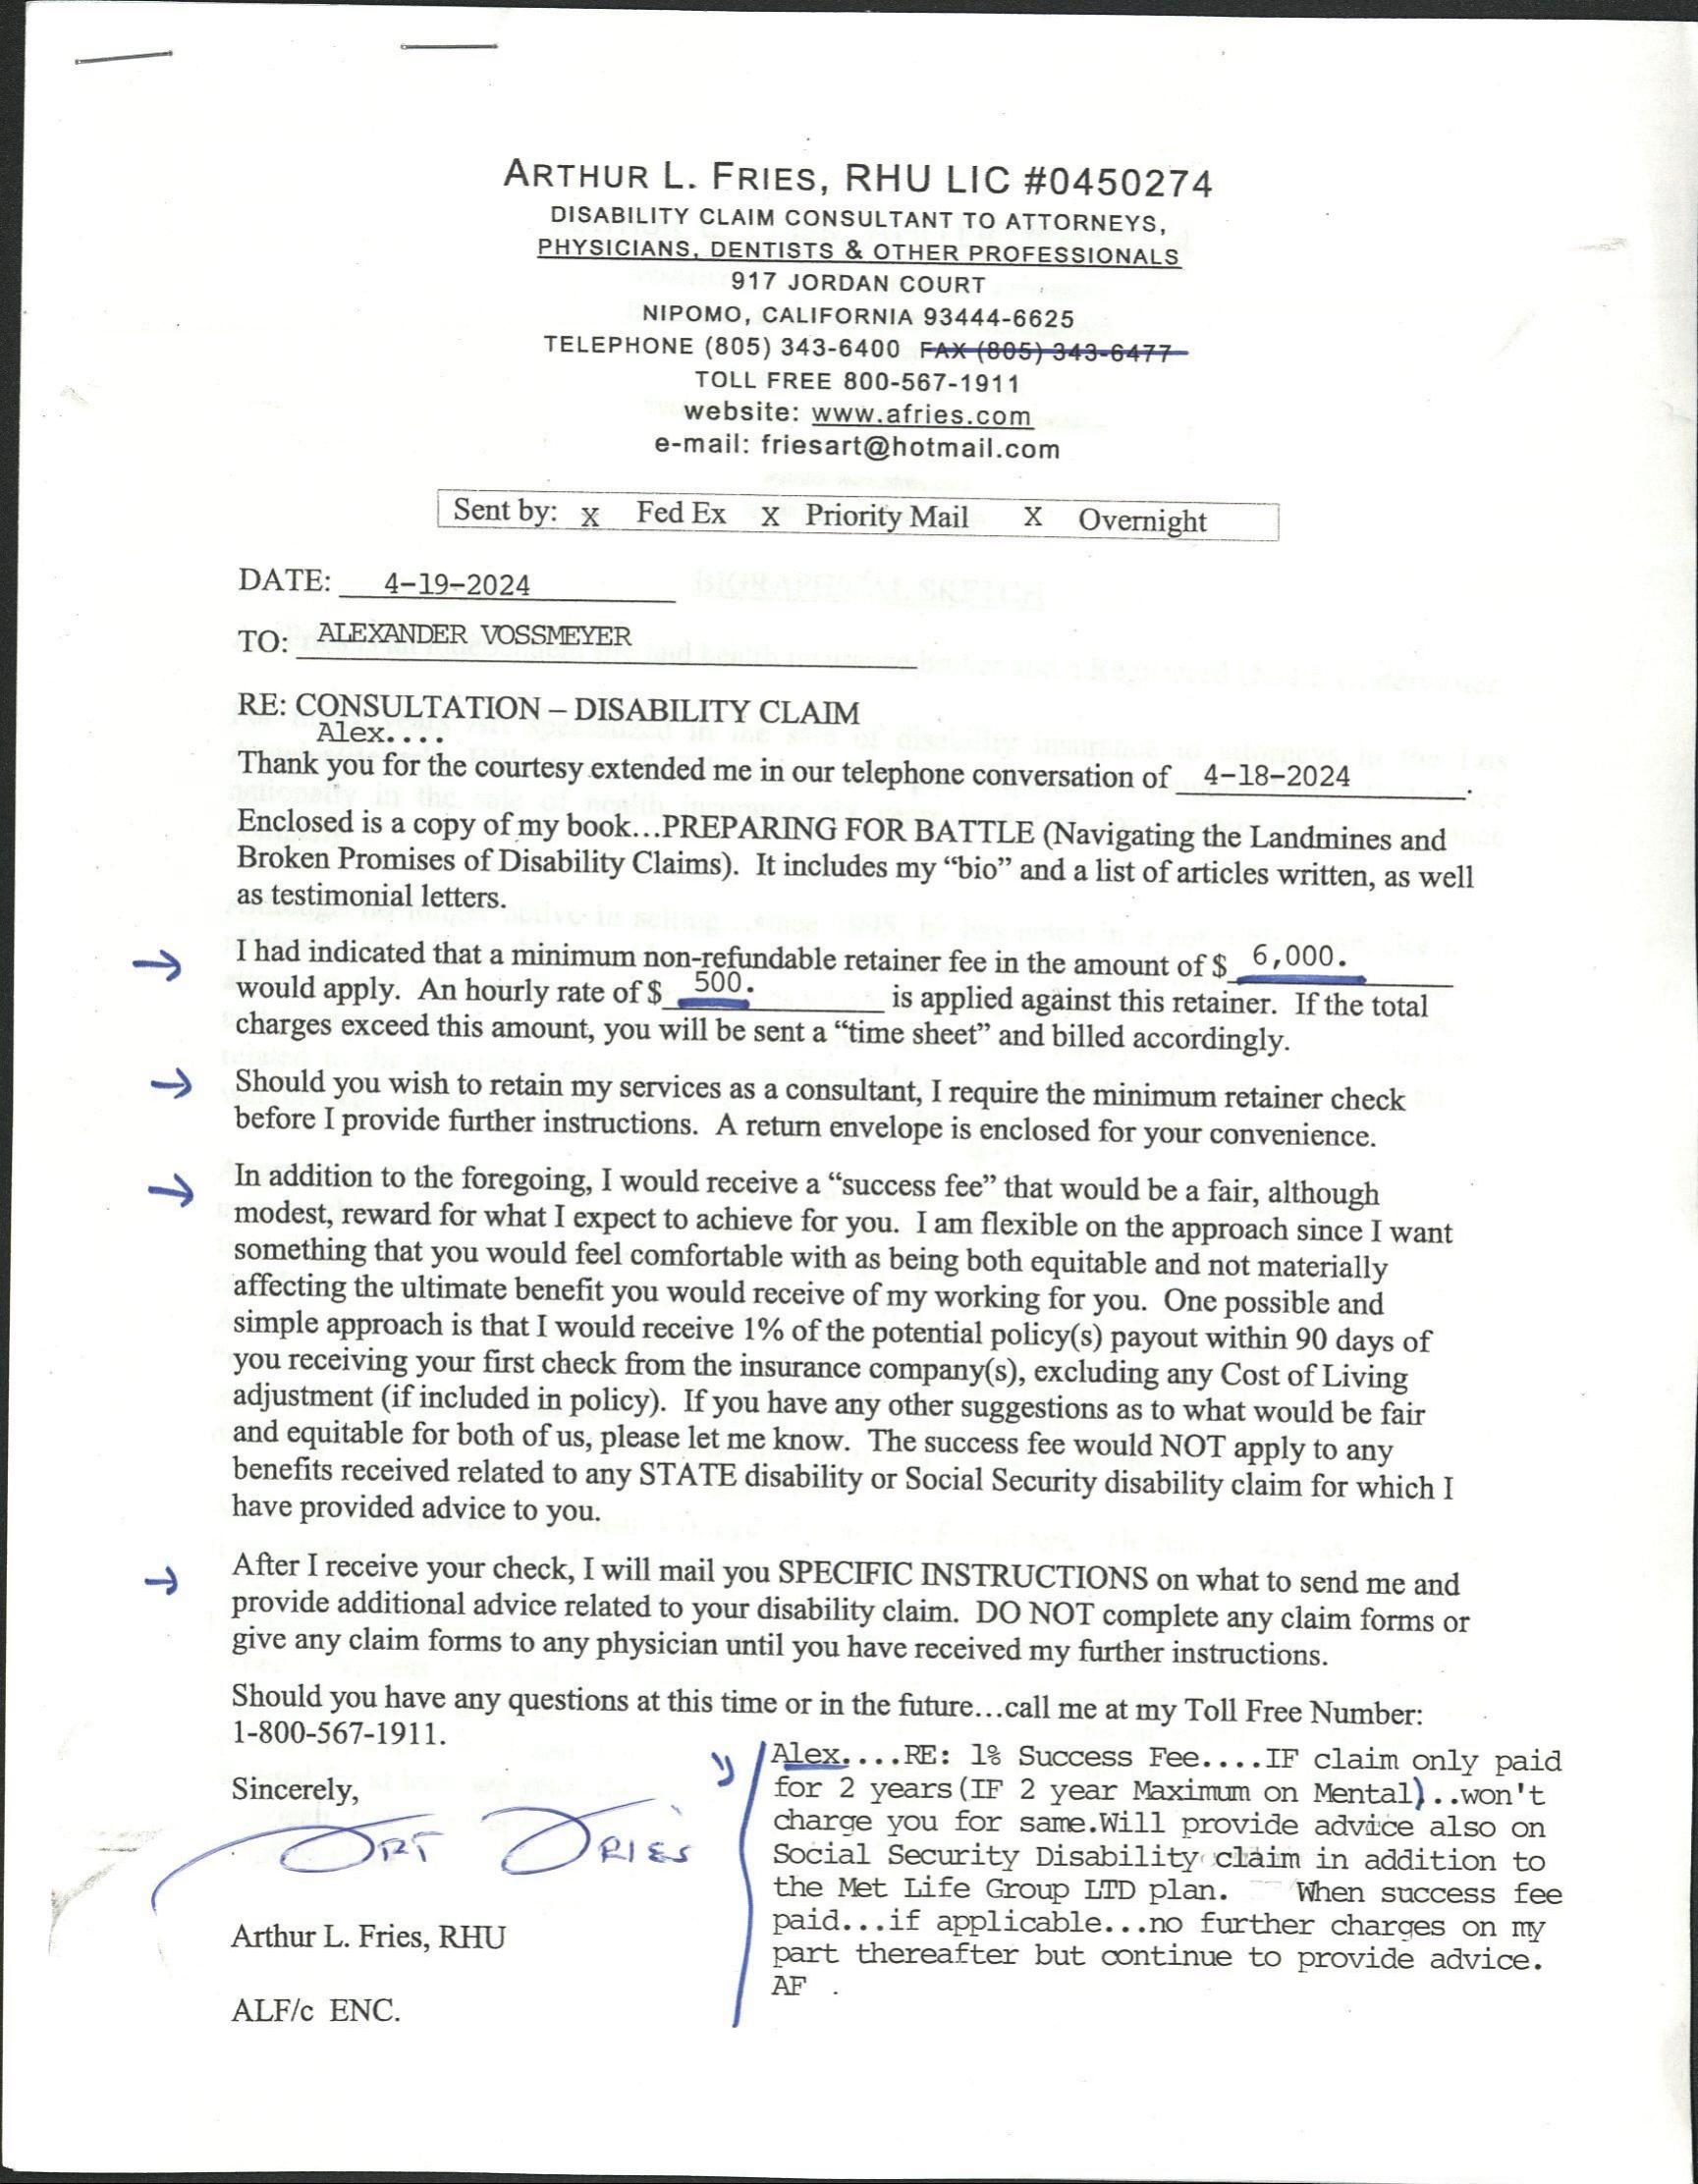 ARTHUR L. FRIES, RHU LIC #0450274
DISABILITY CLAIM CONSULTANT TO ATTORNEYS,
PHYSICIANS, DENTISTS & OTHER PROFESSIONALS
917 JORDAN COURT
NIPOMO, CALIFORNIA 93444-6625
TELEPHONE (805) 343-6400 FAX (805) 343-6477
TOLL FREE 800-567-1911
website: www.afries.com
e-mail: friesart@hotmail.com
Sent by: x Fed Ex X Priority Mail X Overnight
DATE: 4-19-2024
TO: ALEXANDER VOSSMEYER
RE: CONSULTATION – DISABILITY CLAIM
Alex....
Thank you for the courtesy extended me in our telephone conversation of 4-18-2024.
Enclosed is a copy of my book…PREPARING FOR BATTLE (Navigating the Landmines and
Broken Promises of Disability Claims). It includes my “bio” and a list of articles written, as well
as testimonial letters.
→ I had indicated that a minimum non-refundable retainer fee in the amount of $ 6,000.
would apply. An hourly rate of $ 500. is applied against this retainer. If the total
charges exceed this amount, you will be sent a “time sheet” and billed accordingly.
→ Should you wish to retain my services as a consultant, I require the minimum retainer check
before I provide further instructions. A return envelope is enclosed for your convenience.
→ In addition to the foregoing, I would receive a “success fee” that would be a fair, although
modest, reward for what I expect to achieve for you. I am flexible on the approach since I want
something that you would feel comfortable with as being both equitable and not materially
affecting the ultimate benefit you would receive of my working for you. One possible and
simple approach is that I would receive 1% of the potential policy(s) payout within 90 days of
you receiving your first check from the insurance company(s), excluding any Cost of Living
adjustment (if included in policy). If you have any other suggestions as to what would be fair
and equitable for both of us, please let me know. The success fee would NOT apply to any
benefits received related to any STATE disability or Social Security disability claim for which I
have provided advice to you.
→ After I receive your check, I will mail you SPECIFIC INSTRUCTIONS on what to send me and
provide additional advice related to your disability claim. DO NOT complete any claim forms or
give any claim forms to any physician until you have received my further instructions.
Should you have any questions at this time or in the future…call me at my Toll Free Number:
1-800-567-1911.
Sincerely,
ART FRIES
Arthur L. Fries, RHU
ALF/c ENC.
Alex....RE: 1% Success Fee....IF claim only paid
for 2 years(IF 2 year Maximum on Mental)..won't
charge you for same.Will provide advice also on
Social Security Disability claim in addition to
the Met Life Group LTD plan. When success fee
paid...if applicable...no further charges on my
part thereafter but continue to provide advice.
AF .